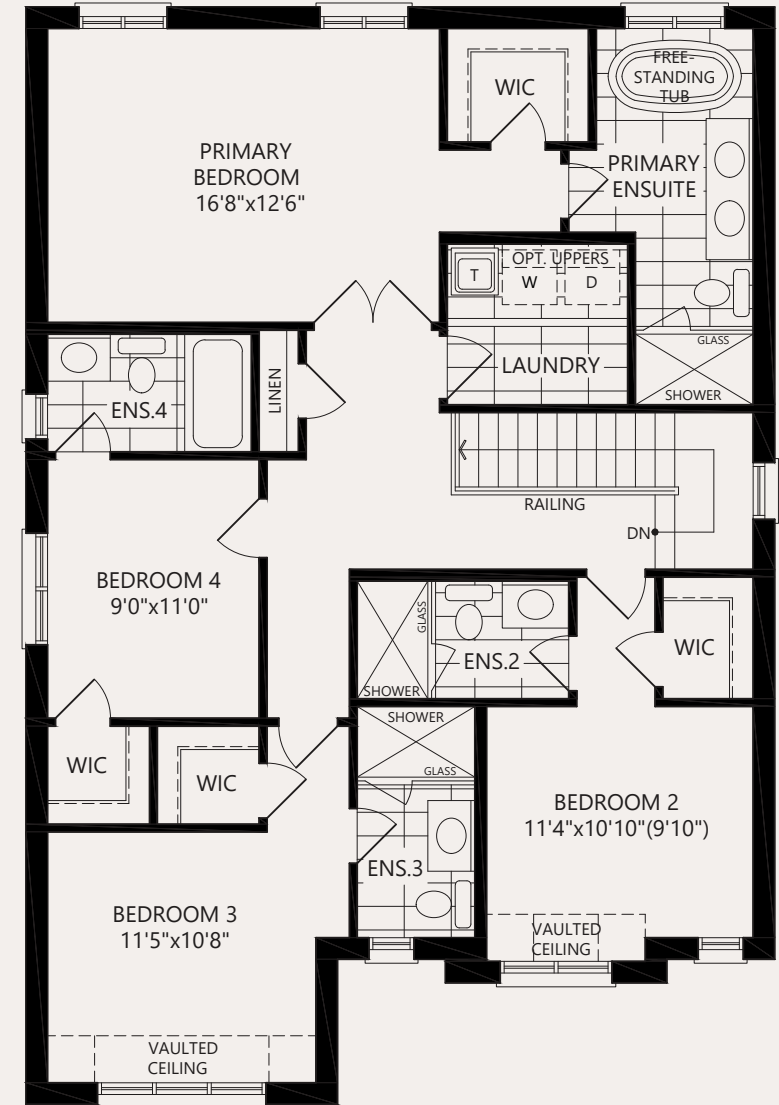 FREE-
STANDING
TUB
WIC
PRIMARY
BEDROOM
16'8"x12'6"
PRIMARY
ENSUITE
OPT. UPPERS
T
W
D
LAUNDRY
GLASS
SHOWER
LINEN
ENS.4
RAILING
DN
BEDROOM 4
9'0"x11'0"
GLASS
ENS.2
SHOWER
WIC
SHOWER
GLASS
WIC
WIC
BEDROOM 2
11'4"x10'10"(9'10")
ENS.3
BEDROOM 3
11'5"x10'8"
VAULTED
CEILING
VAULTED
CEILING